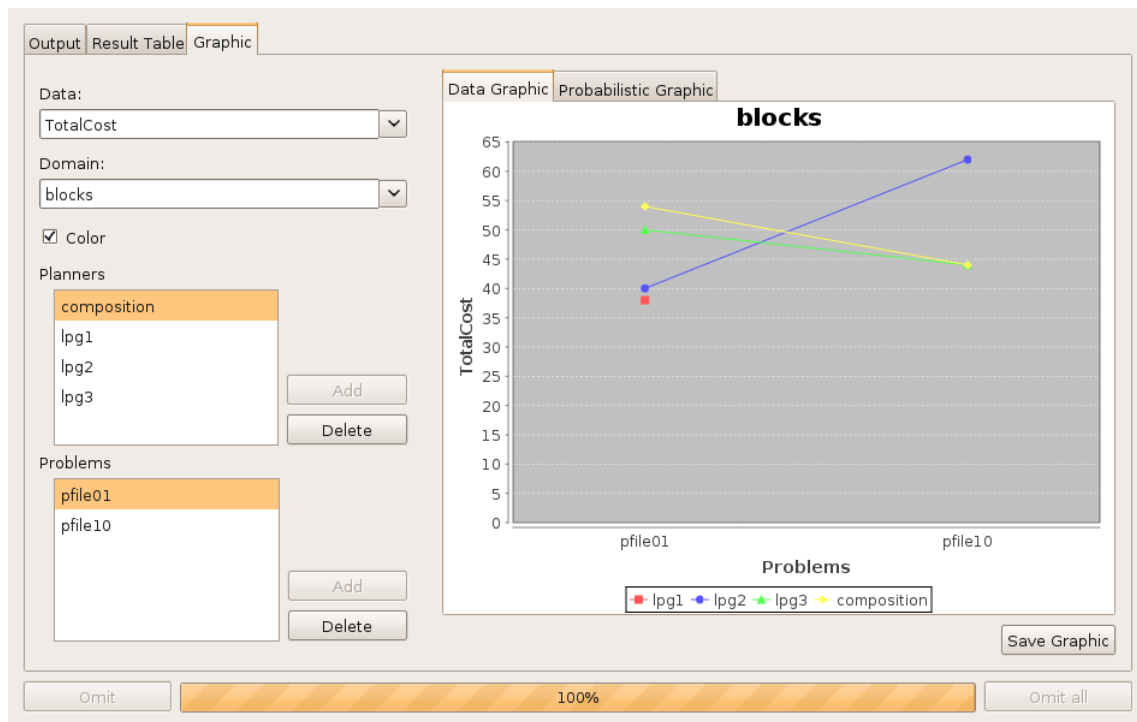 Output Result Table Graphic
Data:
TotalCost
Domain:
blocks
Color
Planners
composition
lpg1
lpg2
lpg3
Add
Delete
Problems
pfile01
pfile10
Add
Delete
Data Graphic Probabilistic Graphic
blocks
65
60
55
50
45
40
35
30
25
20
15
10
5
0
TotalCost
pfile01 pfile10
Problems
lpg1 lpg2 lpg3 composition
Save Graphic
Omit 100% Omit all